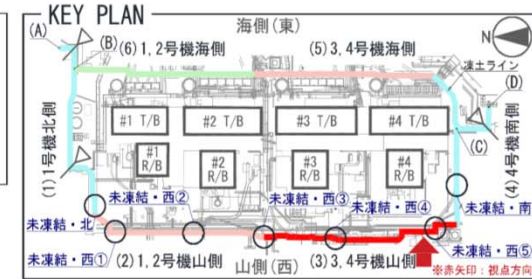 KEY PLAN
海側(東)
N
(A)
(B)
(6)1,2号機海側
(5)3,4号機海側
凍土ライン
(D)
#1 T/B
#2 T/B
#3 T/B
#4 T/B
(1)1号機北側
(4)4号機南側
(C)
#1
R/B
#2
R/B
#3
R/B
#4
R/B
未凍結・西②
未凍結・西③
未凍結・西④
未凍結・南
未凍結・北
未凍結・西①
(2)1,2号機山側
(3)3,4号機山側
未凍結・西⑤
山側(西)
※赤矢印：視点方向